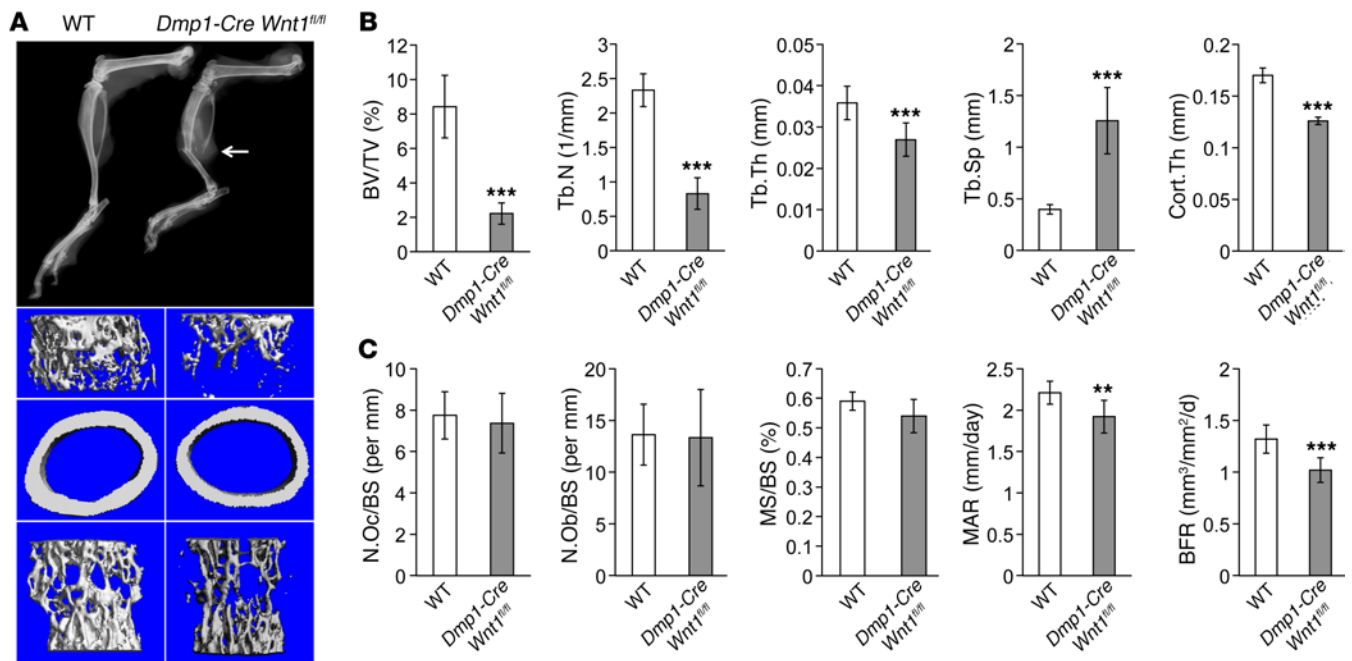 A
WT
Dmp1-Cre Wnt1fl/fl
B
BV/TV (%)
12
10
8
6
4
2
0
***
WT
Dmp1-Cre
Wnt1fl/fl
Tb.N (1/mm)
3
2.5
2
1.5
1
0.5
0
***
WT
Dmp1-Cre
Wnt1fl/fl
Tb.Th (mm)
0.05
0.04
0.03
0.02
0.01
0
***
WT
Dmp1-Cre
Wnt1fl/fl
Tb.Sp (mm)
2
1.5
1
0.5
0
***
WT
Dmp1-Cre
Wnt1fl/fl
Cort.Th (mm)
0.2
0.15
0.1
0.05
0
***
WT
Dmp1-Cre
Wnt1fl/fl
C
N.Oc/BS (per mm)
10
8
6
4
2
0
WT
Dmp1-Cre
Wnt1fl/fl
N.Ob/BS (per mm)
20
15
10
5
0
WT
Dmp1-Cre
Wnt1fl/fl
MS/BS (%)
0.7
0.6
0.5
0.4
0.3
0.2
0.1
0
WT
Dmp1-Cre
Wnt1fl/fl
MAR (mm/day)
2.5
2
1.5
1
0.5
0
**
WT
Dmp1-Cre
Wnt1fl/fl
BFR (mm³/mm²/d)
2
1.5
1
0.5
0
***
WT
Dmp1-Cre
Wnt1fl/fl